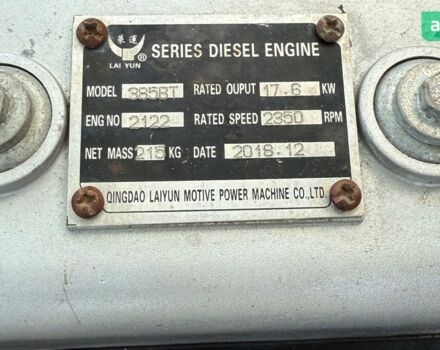 莱運 ® SERIES DIESEL ENGINE
LAI YUN
MODEL 385BT RATED OUPUT 17.6 KW
ENG NO 2122 RATED SPEED 2350 RPM
NET MASS 215 KG DATE 2018.12
QINGDAO LAIYUN MOTIVE POWER MACHINE CO.,LTD.